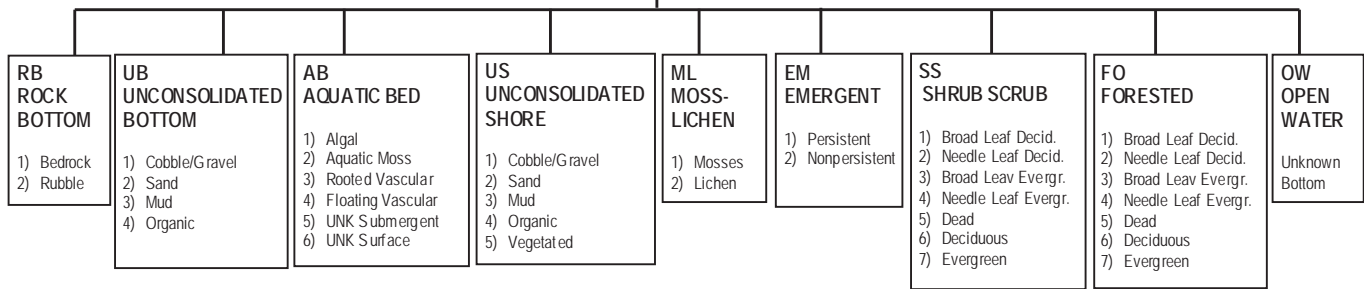 RB
ROCK
BOTTOM
1) Bedrock
2) Rubble
UB
UNCONSOLIDATED
BOTTOM
1) Cobble/Gravel
2) Sand
3) Mud
4) Organic
AB
AQUATIC BED
1) Algal
2) Aquatic Moss
3) Rooted Vascular
4) Floating Vascular
5) UNK Submergent
6) UNK Surface
US
UNCONSOLIDATED
SHORE
1) Cobble/Gravel
2) Sand
3) Mud
4) Organic
5) Vegetated
ML
MOSS-
LICHEN
1) Mosses
2) Lichen
EM
EMERGENT
1) Persistent
2) Nonpersistent
SS
SHRUB SCRUB
1) Broad Leaf Decid.
2) Needle Leaf Decid.
3) Broad Leav Evergr.
4) Needle Leaf Evergr.
5) Dead
6) Deciduous
7) Evergreen
FO
FORESTED
1) Broad Leaf Decid.
2) Needle Leaf Decid.
3) Broad Leav Evergr.
4) Needle Leaf Evergr.
5) Dead
6) Deciduous
7) Evergreen
OW
OPEN
WATER
Unknown
Bottom